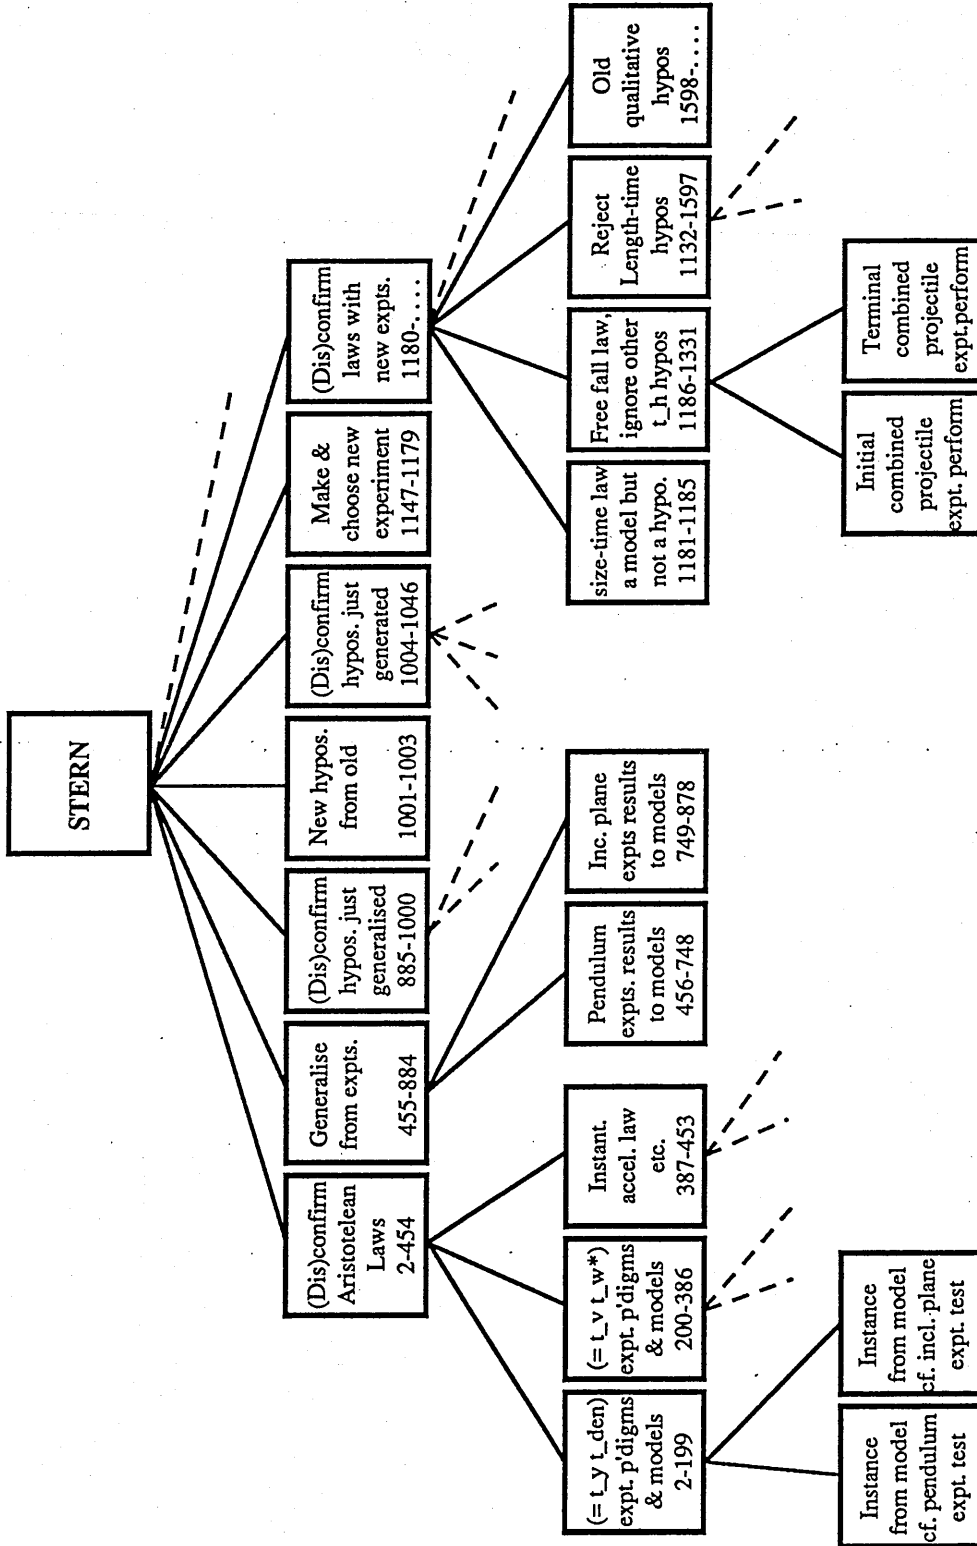 STERN
(Dis)confirm
Aristotelean
Laws
2-454
Generalise
from expts.
455-884
(Dis)confirm
hypos. just
generalised
885-1000
New hypos.
from old
1001-1003
(Dis)confirm
hypos. just
generated
1004-1046
Make &
choose new
experiment
1147-1179
(Dis)confirm
laws with
new expts.
1180-....
(= t_y t_den)
expt. p'digms
& models
2-199
(= t_v t_w*)
expt. p'digms
& models
200-386
Instant.
accel. law
etc.
387-453
Pendulum
expts. results
to models
456-748
Inc. plane
expts results
to models
749-878
size-time law
a model but
not a hypo.
1181-1185
Free fall law,
ignore other
t_h hypos
1186-1331
Reject
Length-time
hypos
1132-1597
Old
qualitative
hypos
1598-....
Instance
from model
cf. pendulum
expt. test
Instance
from model
cf. incl. plane
expt. test
Initial
combined
projectile
expt. perform
Terminal
combined
projectile
expt.perform